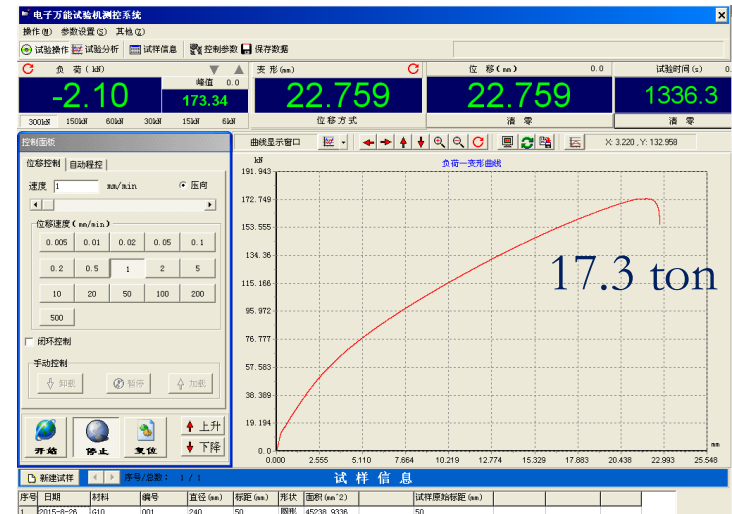 电子万能试验机测控系统
操作(M) 参数设置(S) 其他(Z)
试验操作 试验分析 试样信息 控制参数 保存数据
负 荷( kN) 变 形(mm) 位 移(mm) 0.0 试验时间(s) 0.
峰值 0.0
-2.10 173.34 22.759 22.759 1336.3
300kN 150kN 60kN 30kN 15kN 6kN 位移方式 清 零 清 零
控制面板
位移控制 自动程控
速度 1 mm/min 压向
位移速度(mm/min)
0.005 0.01 0.02 0.05 0.1
0.2 0.5 1 2 5
10 20 50 100 200
500
闭环控制
手动控制
卸载 暂停 加载
开始 停止 复位 上升
下降
曲线显示窗口 X: 3.220 , Y: 132.958
kN 负荷—变形曲线
191.943
172.749
153.555
134.36
115.166
95.972
76.777
57.583
38.389
19.194
0.0
17.3 ton
mm
0.000 2.555 5.110 7.664 10.219 12.774 15.329 17.883 20.438 22.993 25.548
新建试样 序号/总数: 1 / 1 试 样 信 息
序号 日期 材料 编号 直径(mm) 标距(mm) 形状 面积(mm^2) 试样原始标距(mm)
1 2015-8-26 G10 001 240 50 圆形 45238.9336 50